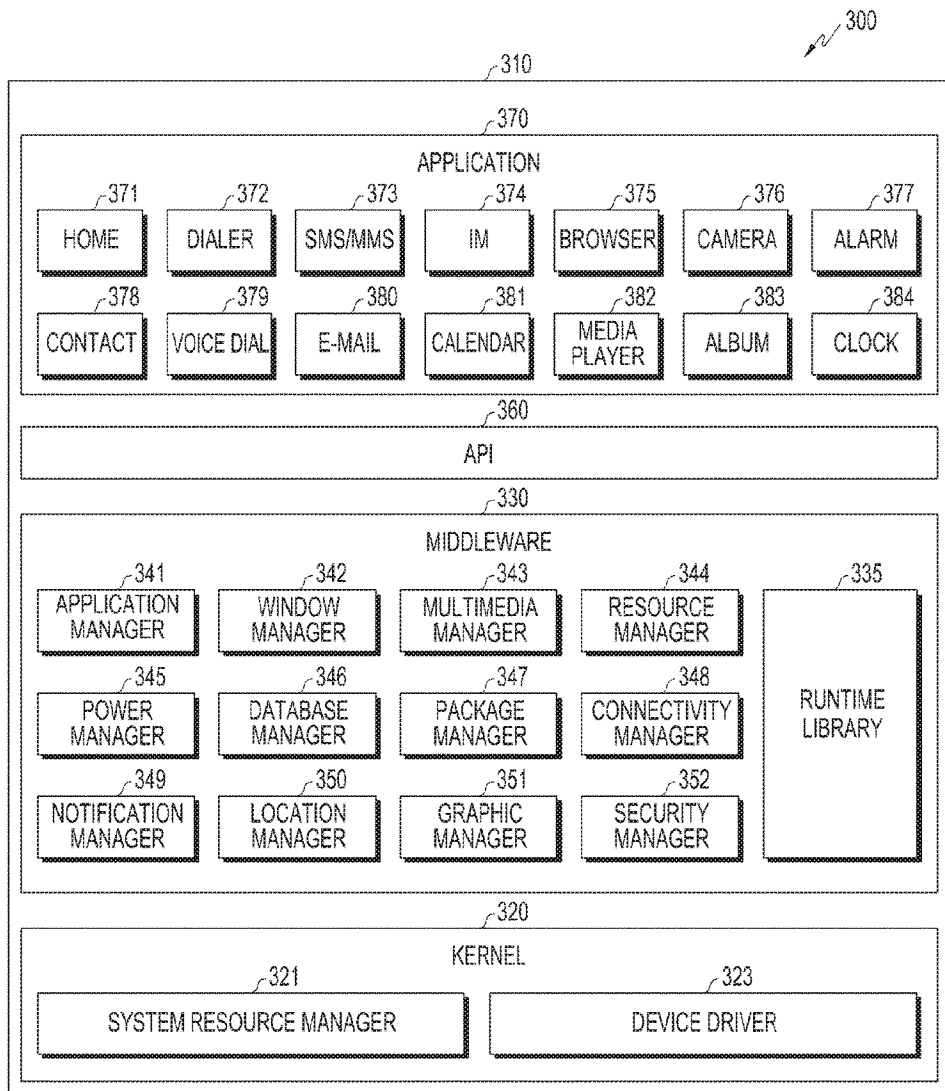 300
310
370
APPLICATION
371 372 373 374 375 376 377
HOME DIALER SMS/MMS IM BROWSER CAMERA ALARM
378 379 380 381 382 383 384
CONTACT VOICE DIAL E-MAIL CALENDAR MEDIA PLAYER ALBUM CLOCK
360
API
330
MIDDLEWARE
341 342 343 344 335
APPLICATION MANAGER WINDOW MANAGER MULTIMEDIA MANAGER RESOURCE MANAGER
345 346 347 348
POWER MANAGER DATABASE MANAGER PACKAGE MANAGER CONNECTIVITY MANAGER RUNTIME LIBRARY
349 350 351 352
NOTIFICATION MANAGER LOCATION MANAGER GRAPHIC MANAGER SECURITY MANAGER
320
KERNEL
321 323
SYSTEM RESOURCE MANAGER DEVICE DRIVER